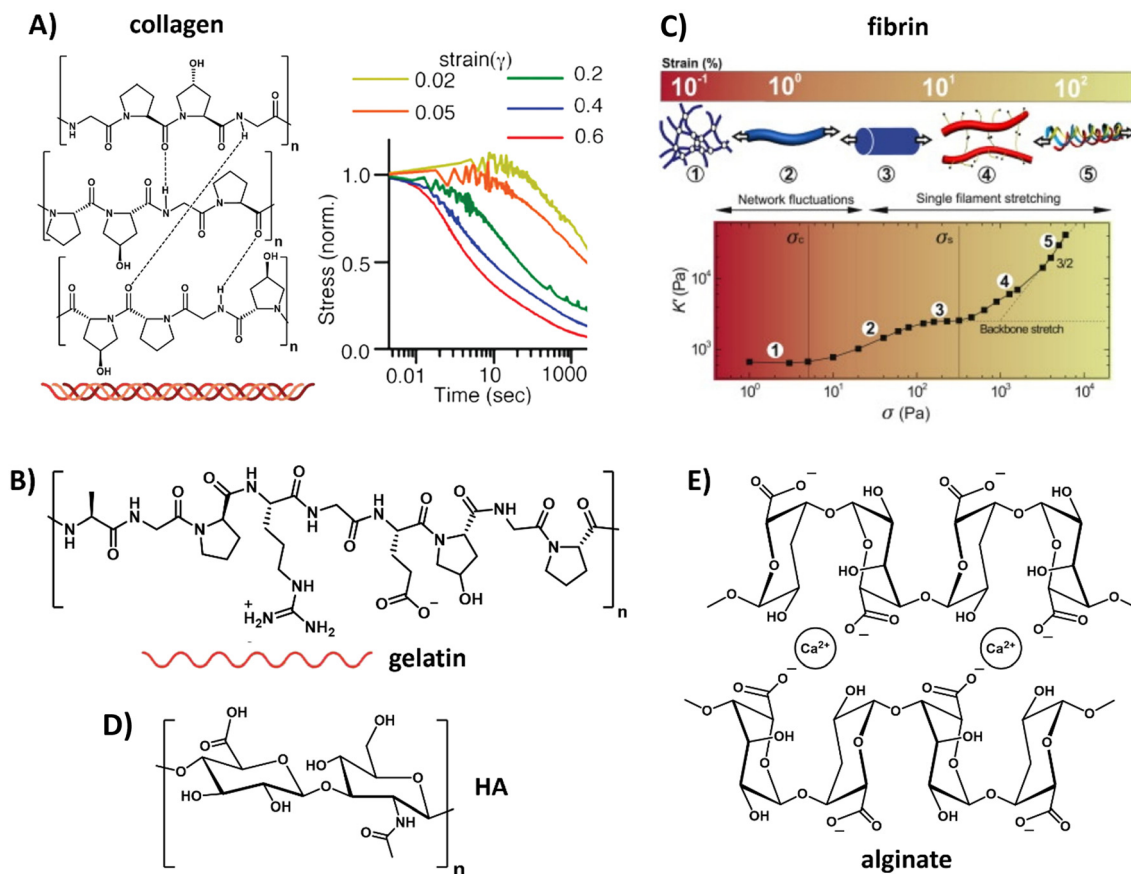 A)
collagen
OH
O
N
H
n
strain(γ)
0.02
0.05
0.2
0.4
0.6
Stress (norm.)
1.0
0.5
0.0
0.01
10
1000
Time (sec)
C)
fibrin
Strain (%)
10⁻¹
10⁰
10¹
10²
①
②
③
④
⑤
Network fluctuations
Single filament stretching
σc
σs
K' (Pa)
10⁴
10³
1
2
3
4
5
3/2
Backbone stretch
10⁰
10¹
10²
10³
10⁴
σ (Pa)
B)
H
N
O
HN
+
H₂N
NH₂
O⁻
OH
n
gelatin
D)
OH
O
HO
NH
n
HA
E)
O
O⁻
HO
OH
Ca²⁺
Ca²⁺
O
⁻O
OH
HO
alginate